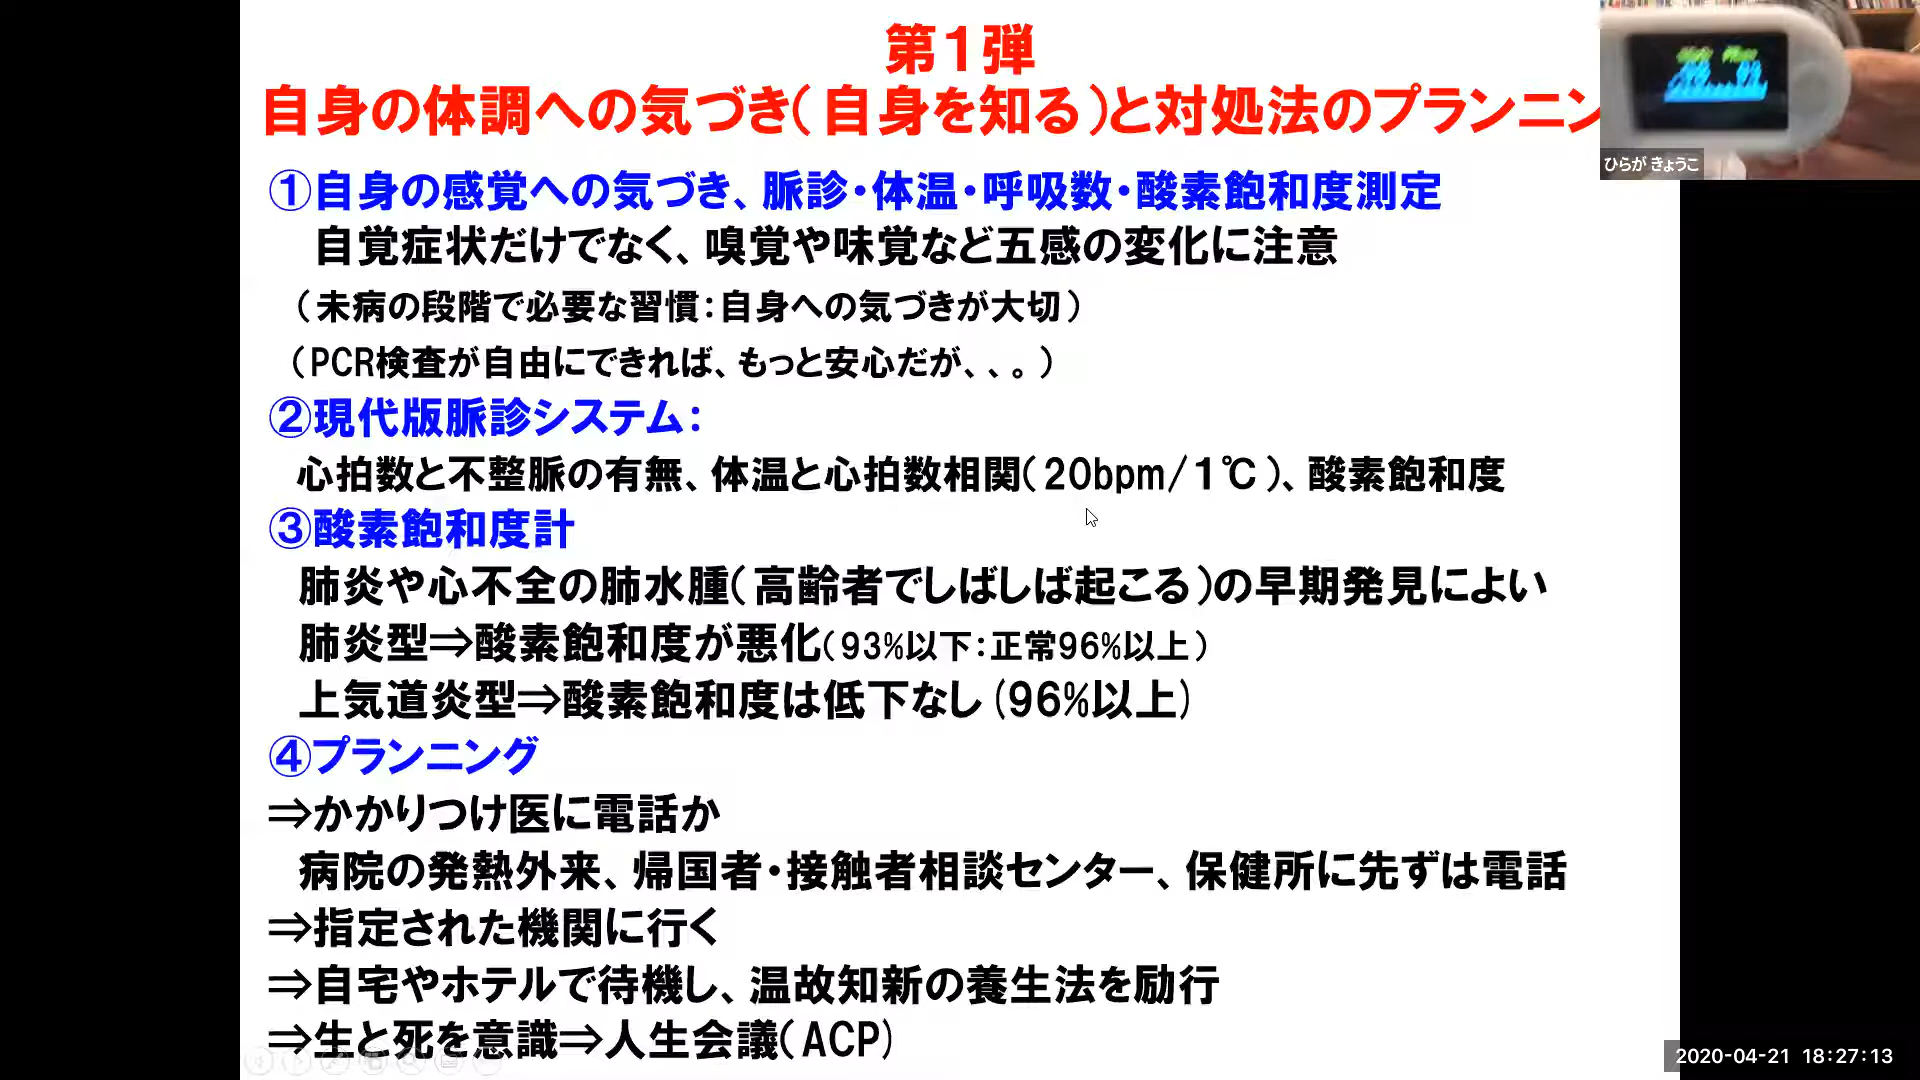 第１弾
自身の体調への気づき（自身を知る）と対処法のプランニン
①自身の感覚への気づき、脈診・体温・呼吸数・酸素飽和度測定
自覚症状だけでなく、嗅覚や味覚など五感の変化に注意
（未病の段階で必要な習慣：自身への気づきが大切）
（PCR検査が自由にできれば、もっと安心だが、、。）
②現代版脈診システム：
心拍数と不整脈の有無、体温と心拍数相関（20bpm/1℃）、酸素飽和度
③酸素飽和度計
肺炎や心不全の肺水腫（高齢者でしばしば起こる）の早期発見によい
肺炎型⇒酸素飽和度が悪化（93%以下：正常96%以上）
上気道炎型⇒酸素飽和度は低下なし(96%以上)
④プランニング
⇒かかりつけ医に電話か
病院の発熱外来、帰国者・接触者相談センター、保健所に先ずは電話
⇒指定された機関に行く
⇒自宅やホテルで待機し、温故知新の養生法を励行
⇒生と死を意識⇒人生会議（ACP）
ひらが きょうこ
2020-04-21 18:27:13